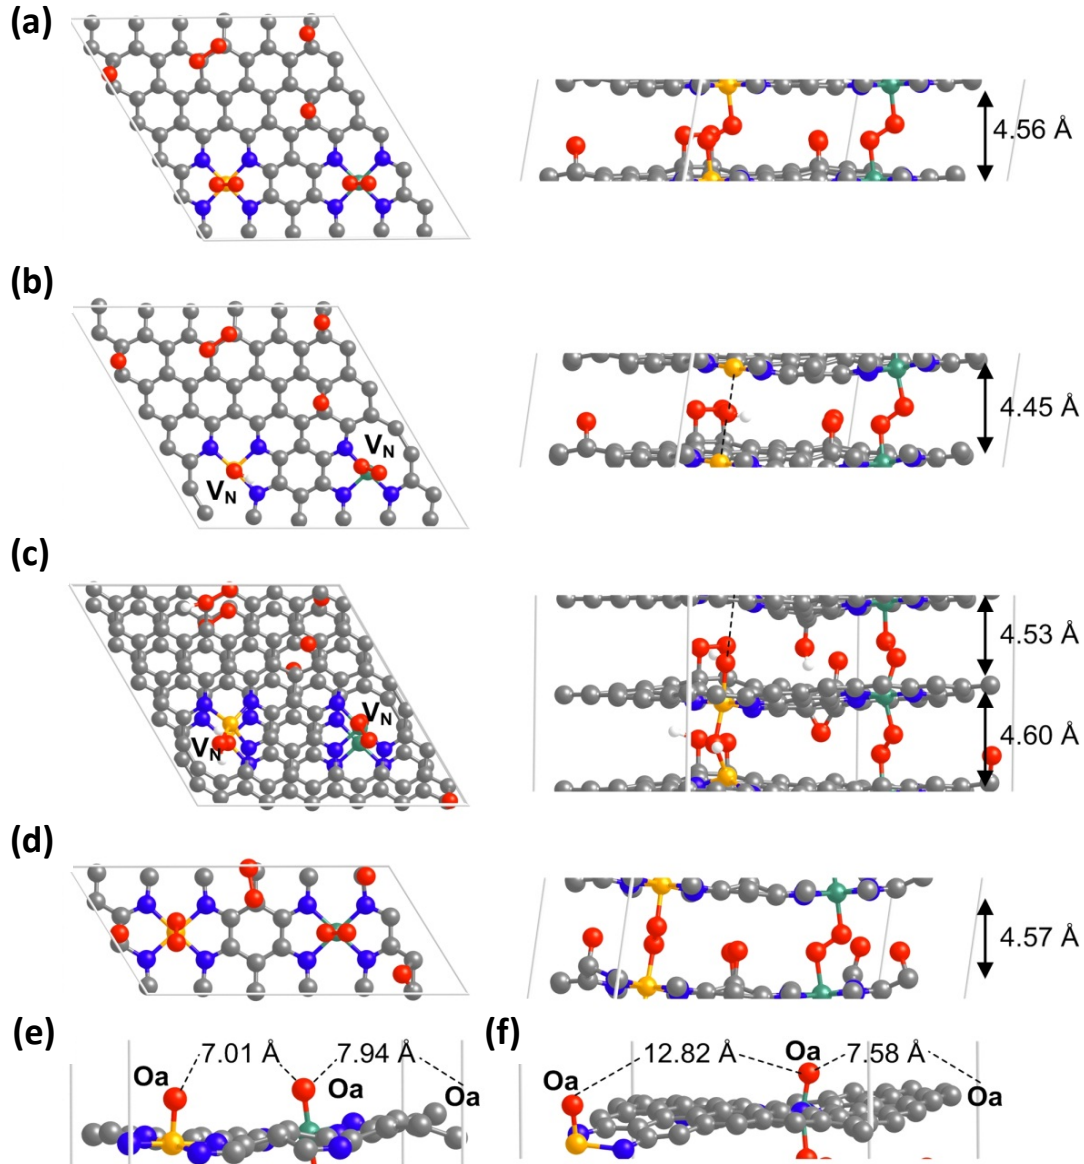 (a)
4.56 Å
(b)
V_N
V_N
4.45 Å
(c)
V_N
V_N
4.53 Å
4.60 Å
(d)
4.57 Å
(e)
7.01 Å
7.94 Å
Oa
Oa
Oa
(f)
12.82 Å
Oa
7.58 Å
Oa
Oa